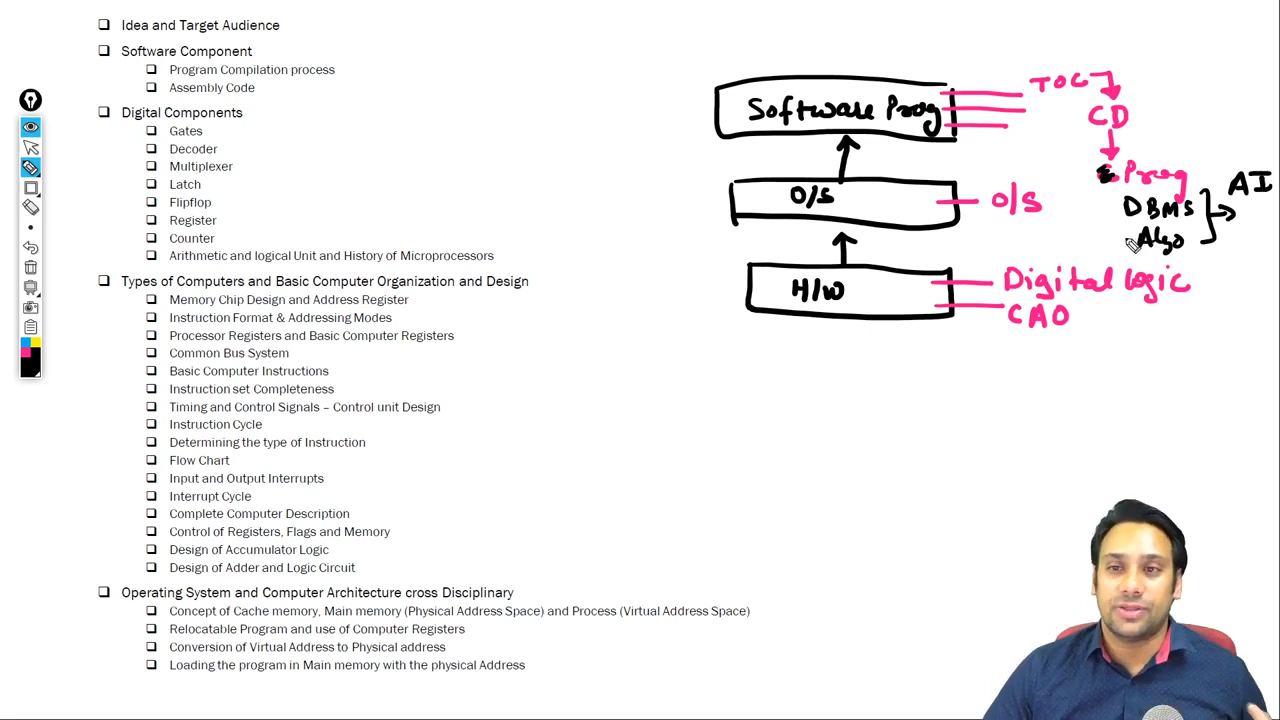 Idea and Target Audience
Software Component
Program Compilation process
Assembly Code
Digital Components
Gates
Decoder
Multiplexer
Latch
Flipflop
Register
Counter
Arithmetic and logical Unit and History of Microprocessors
Types of Computers and Basic Computer Organization and Design
Memory Chip Design and Address Register
Instruction Format & Addressing Modes
Processor Registers and Basic Computer Registers
Common Bus System
Basic Computer Instructions
Instruction set Completeness
Timing and Control Signals – Control unit Design
Instruction Cycle
Determining the type of Instruction
Flow Chart
Input and Output Interrupts
Interrupt Cycle
Complete Computer Description
Control of Registers, Flags and Memory
Design of Accumulator Logic
Design of Adder and Logic Circuit
Operating System and Computer Architecture cross Disciplinary
Concept of Cache memory, Main memory (Physical Address Space) and Process (Virtual Address Space)
Relocatable Program and use of Computer Registers
Conversion of Virtual Address to Physical address
Loading the program in Main memory with the physical Address
Software Prog
O/S
H/W
TOC
CD
Prog
DBMS
Algo
AI
O/S
Digital logic
CAO